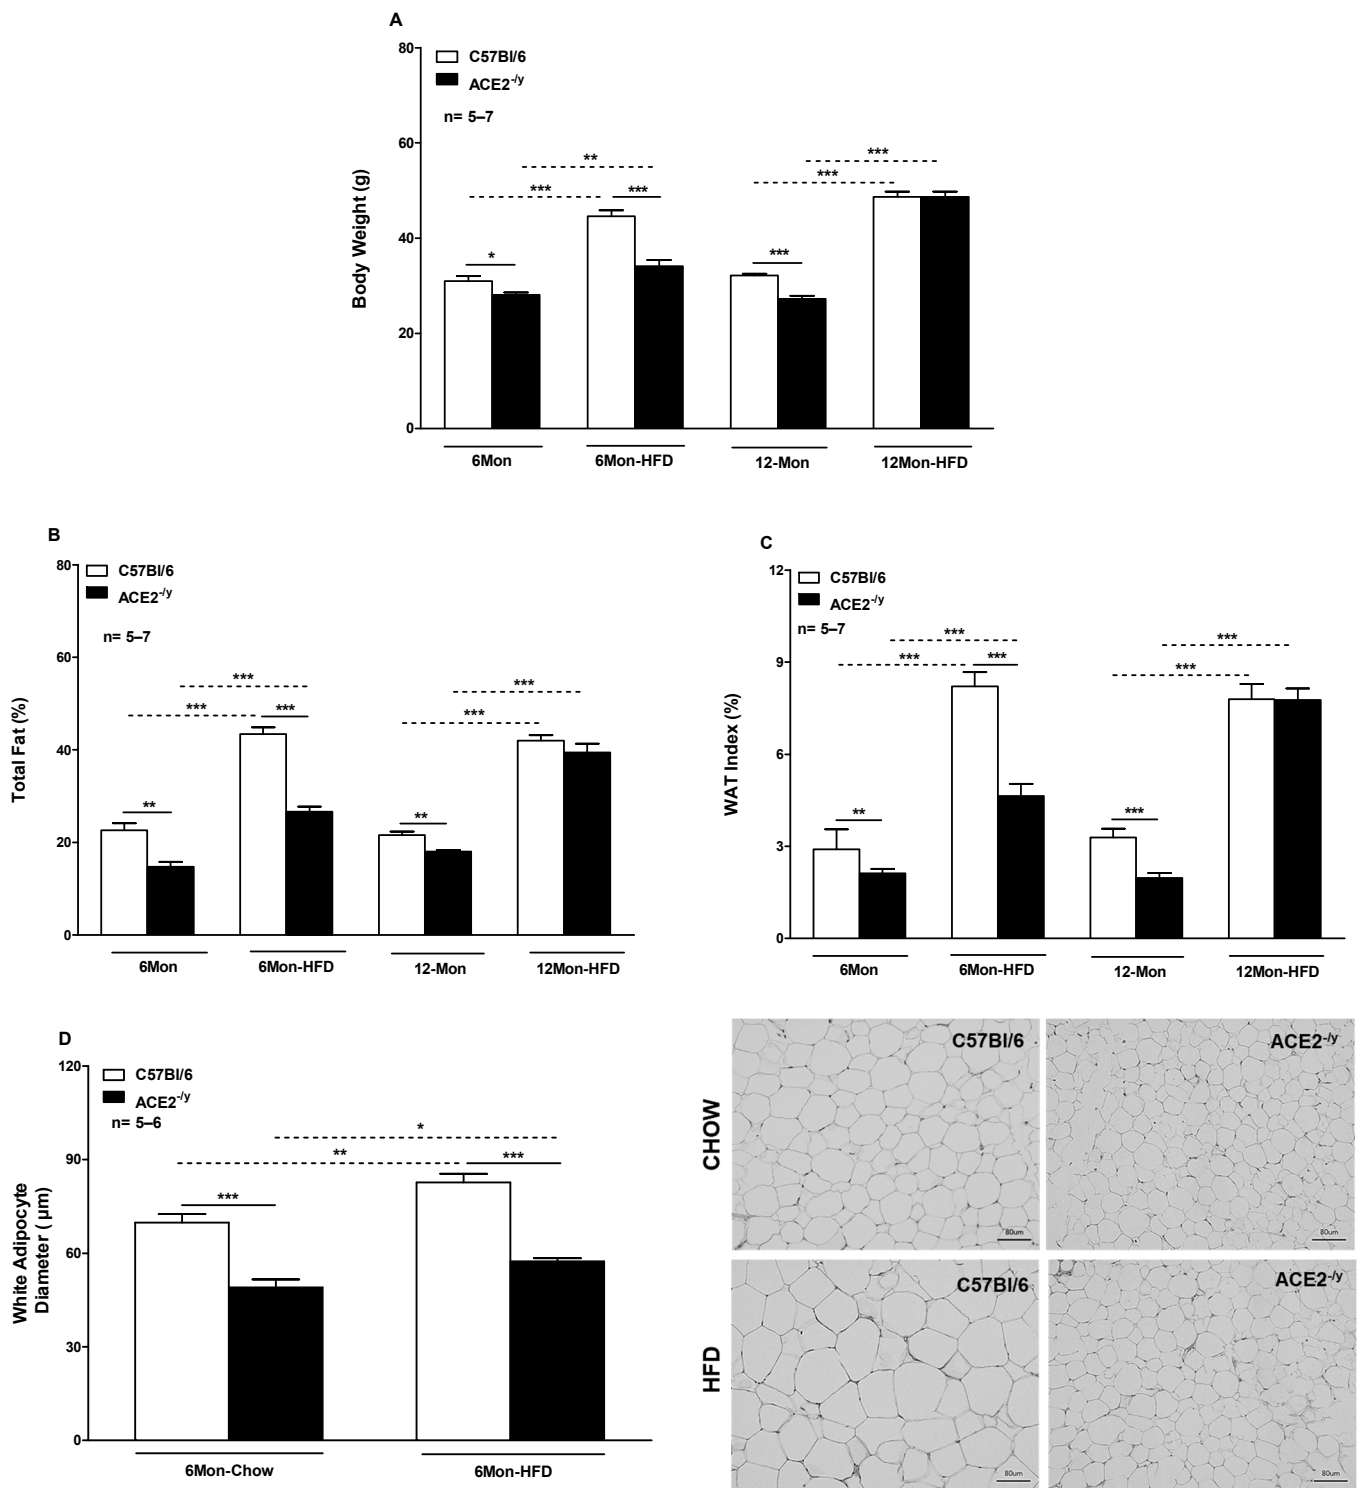 A
80
60
40
20
0
Body Weight (g)
C57Bl/6
ACE2-/y
n= 5–7
*
***
**
***
***
***
***
6Mon
6Mon-HFD
12-Mon
12Mon-HFD
B
80
60
40
20
0
Total Fat (%)
C57Bl/6
ACE2-/y
n= 5–7
**
***
***
***
**
***
***
6Mon
6Mon-HFD
12-Mon
12Mon-HFD
C
12
9
6
3
0
WAT Index (%)
C57Bl/6
ACE2-/y
n= 5–7
**
***
***
***
***
***
***
6Mon
6Mon-HFD
12-Mon
12Mon-HFD
D
120
90
60
30
0
White Adipocyte
Diameter ( µm)
C57Bl/6
ACE2-/y
n= 5–6
***
**
*
***
6Mon-Chow
6Mon-HFD
CHOW
C57Bl/6
80um
ACE2-/y
80um
HFD
C57Bl/6
80um
ACE2-/y
80um